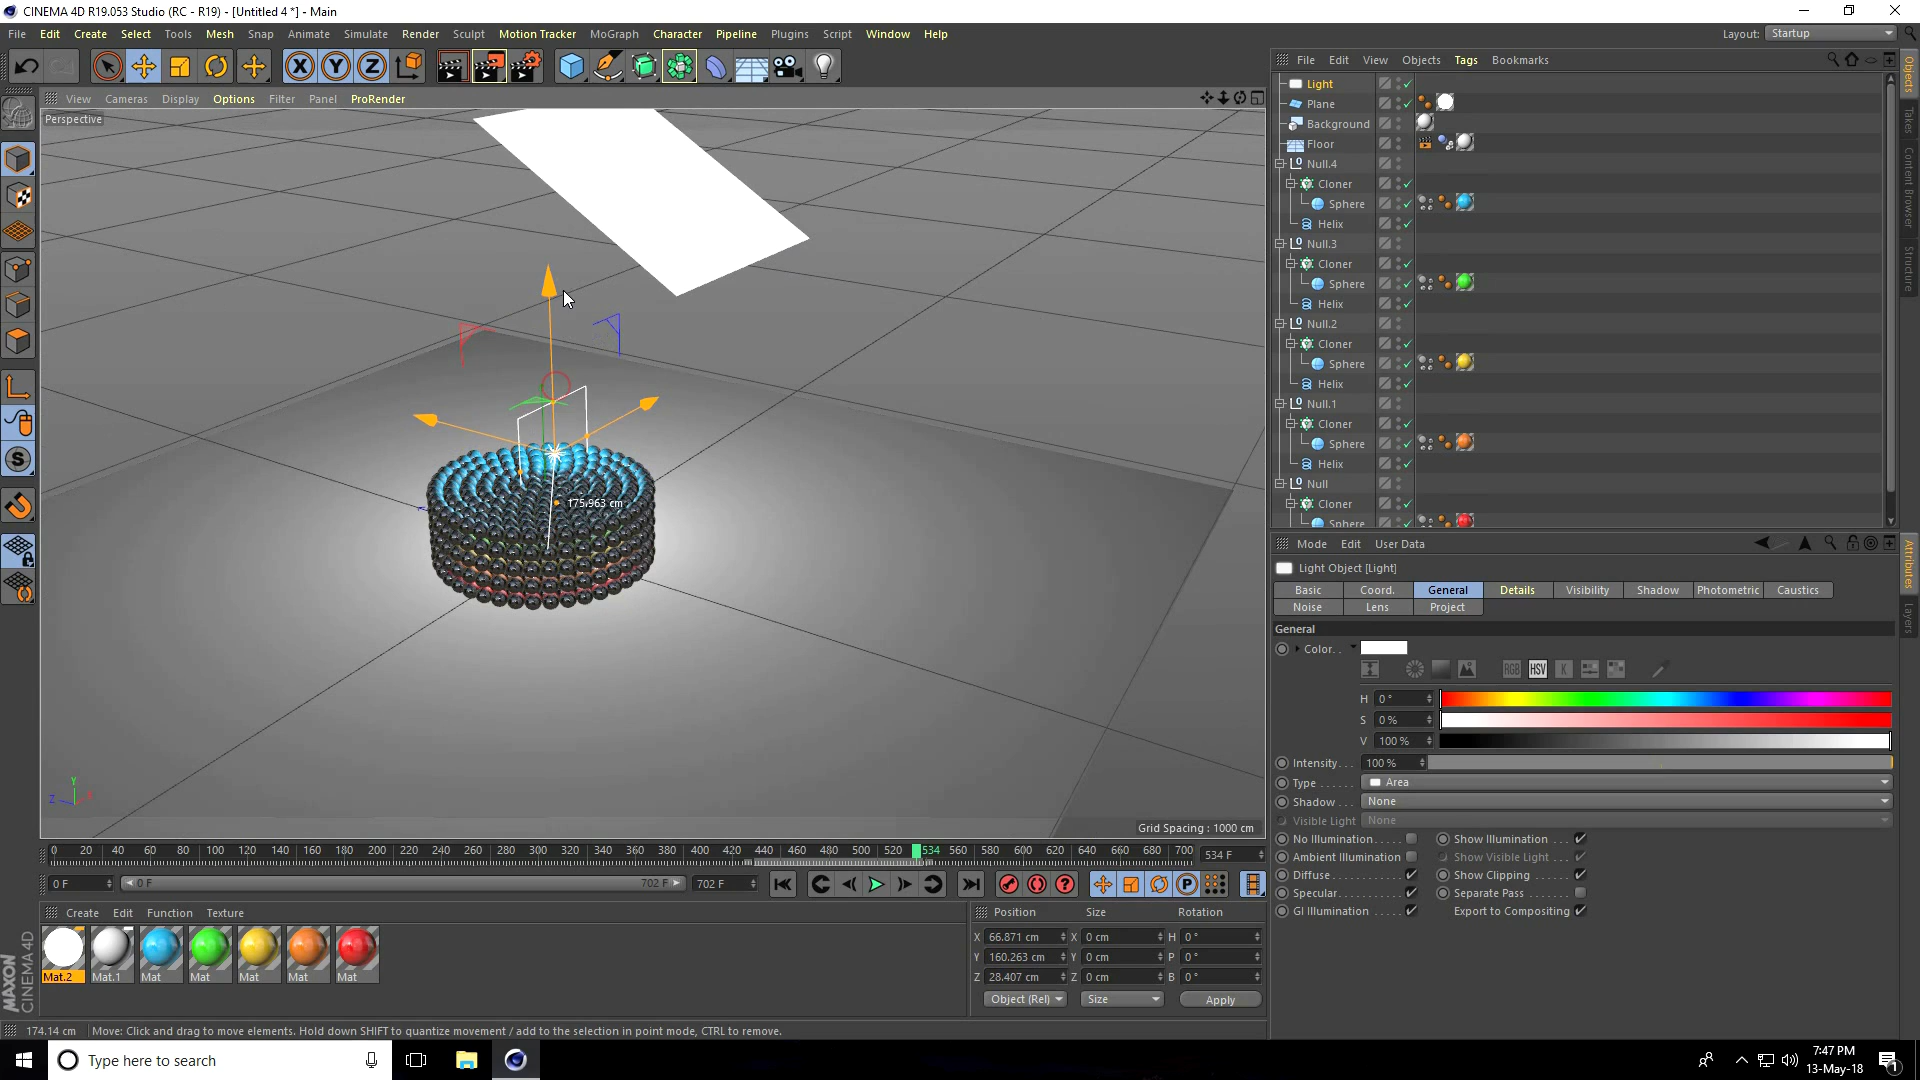 CINEMA 4D R19.053 Studio (RC - R19) - [Untitled 4 *] - Main
File Edit Create Select Tools Mesh Snap Animate Simulate Render Sculpt Motion Tracker MoGraph Character Pipeline Plugins Script Window Help
Layout: Startup
X Y Z
File Edit View Objects Tags Bookmarks
View Cameras Display Options Filter Panel ProRender
Perspective
Light
Plane
Background
Floor
Null.4
Cloner
Sphere
Helix
Null.3
Cloner
Sphere
Helix
Null.2
Cloner
Sphere
Helix
Null.1
Cloner
Sphere
Helix
Null
Cloner
Sphere
Objects
Takes
Content Browser
Structure
175.963 cm
Y
Z X
Grid Spacing : 1000 cm
Mode Edit User Data
Attributes
Layers
Light Object [Light]
Basic Coord. General Details Visibility Shadow Photometric Caustics
Noise Lens Project
General
Color. .
RGB HSV K
H 0 °
S 0 %
V 100 %
Intensity. . . 100 %
Type . . . . . . Area
Shadow . . . None
Visible Light None
No Illumination. . . . . Show Illumination . . .
Ambient Illumination Show Visible Light . . .
Diffuse. . . . . . . . . . . . Show Clipping . . . . . .
Specular. . . . . . . . . . . Separate Pass . . . . .
GI Illumination . . . . . Export to Compositing
0 20 40 60 80 100 120 140 160 180 200 220 240 260 280 300 320 340 360 380 400 420 440 460 480 500 520 534 560 580 600 620 640 660 680 700
534 F
0 F 0 F 702 F 702 F
P
Create Edit Function Texture
Mat.2 Mat.1 Mat Mat Mat Mat Mat
MAXON
CINEMA 4D
Position Size Rotation
X 66.871 cm X 0 cm H 0 °
Y 160.263 cm Y 0 cm P 0 °
Z 28.407 cm Z 0 cm B 0 °
Object (Rel) Size Apply
174.14 cm Move: Click and drag to move elements. Hold down SHIFT to quantize movement / add to the selection in point mode, CTRL to remove.
Type here to search
7:47 PM
13-May-18
1